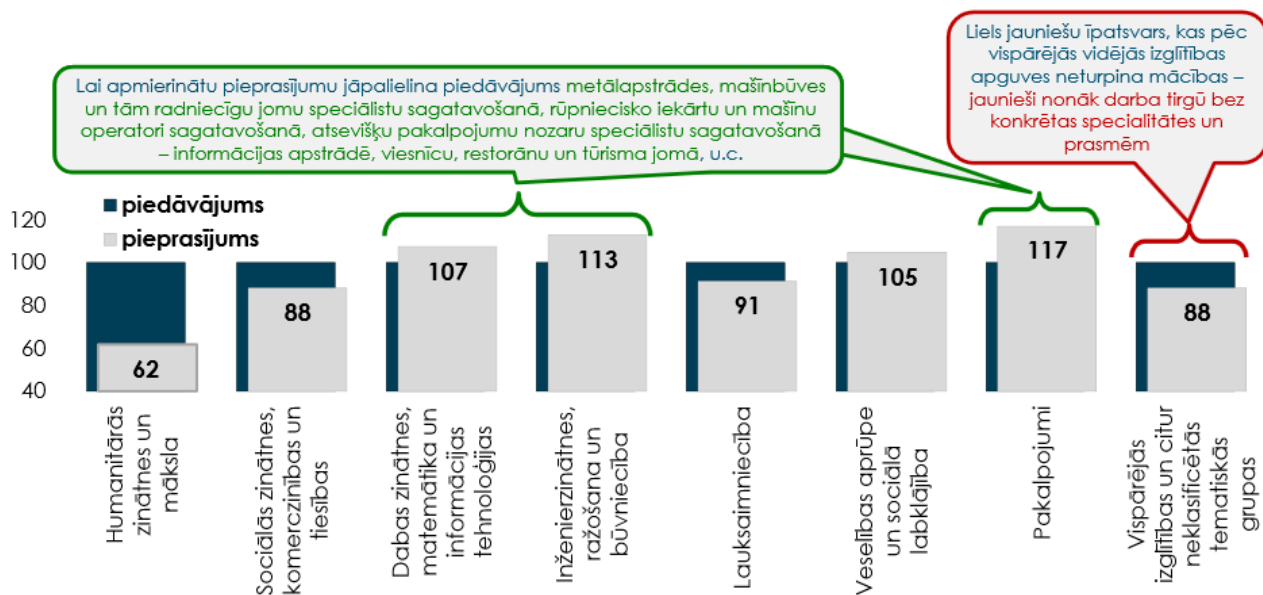 Liels jauniešu īpatsvars, kas pēc
vispārējās vidējās izglītības
apguves neturpina mācības –
jaunieši nonāk darba tirgū bez
konkrētas specialitātes un
prasmēm
Lai apmierinātu pieprasījumu jāpalielina piedāvājums metālapstrādes, mašīnbūves
un tām radniecīgu jomu speciālistu sagatavošanā, rūpniecisko iekārtu un mašīnu
operatori sagatavošanā, atsevišķu pakalpojumu nozaru speciālistu sagatavošanā
– informācijas apstrādē, viesnīcu, restorānu un tūrisma jomā, u.c.
piedāvājums
pieprasījums
120
100
80
60
40
62
88
107
113
91
105
117
88
Humanitārās
zinātnes un
māksla
Sociālās zinātnes,
komerczinības un
tiesības
Dabas zinātnes,
matemātika un
informācijas
tehnoloģijas
Inženierzinātnes,
ražošana un
būvniecība
Lauksaimniecība
Veselības aprūpe
un sociālā
labklājība
Pakalpojumi
Vispārējās
izglītības un citur
neklasificētās
tematiskās
grupas